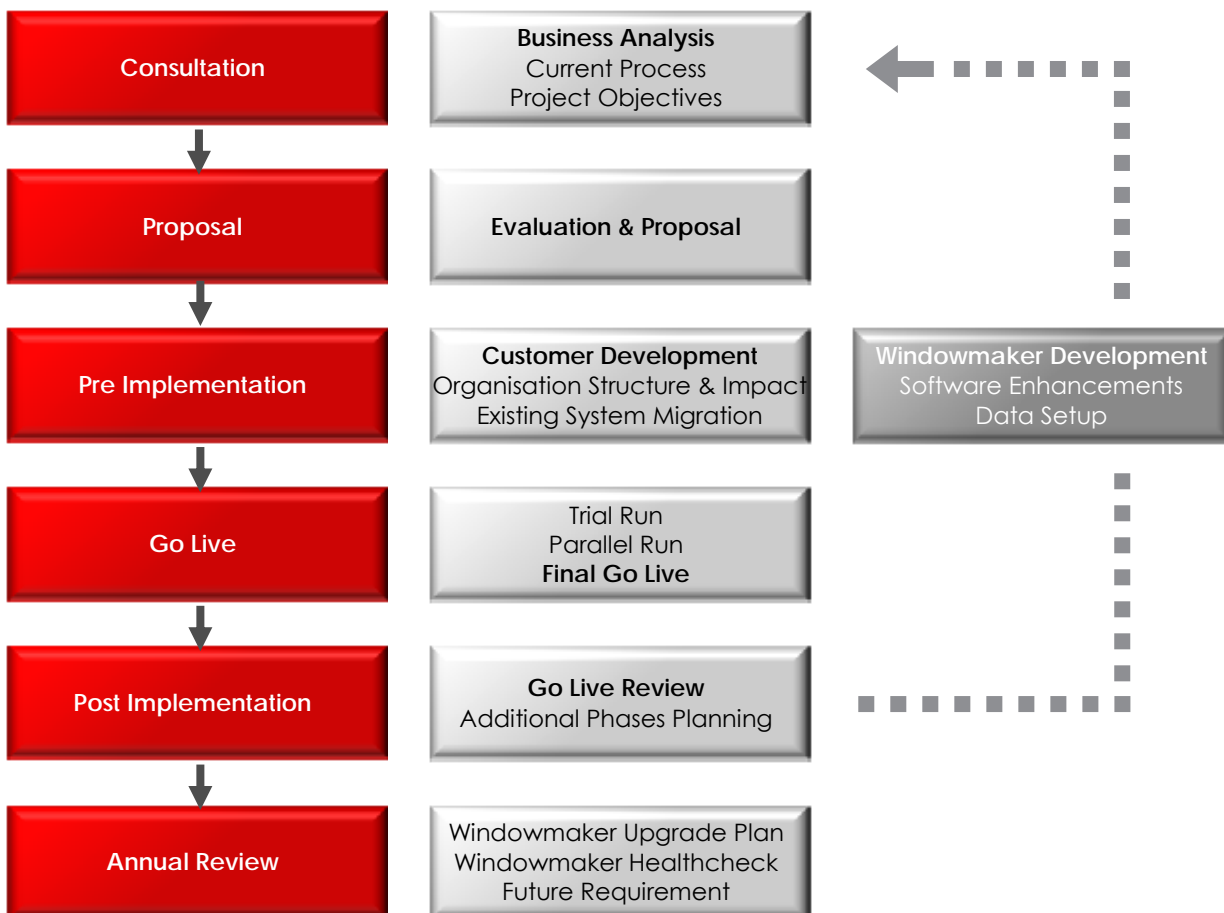 Consultation
Business Analysis
Current Process
Project Objectives
Proposal
Evaluation & Proposal
Pre Implementation
Customer Development
Organisation Structure & Impact
Existing System Migration
Windowmaker Development
Software Enhancements
Data Setup
Go Live
Trial Run
Parallel Run
Final Go Live
Post Implementation
Go Live Review
Additional Phases Planning
Annual Review
Windowmaker Upgrade Plan
Windowmaker Healthcheck
Future Requirement